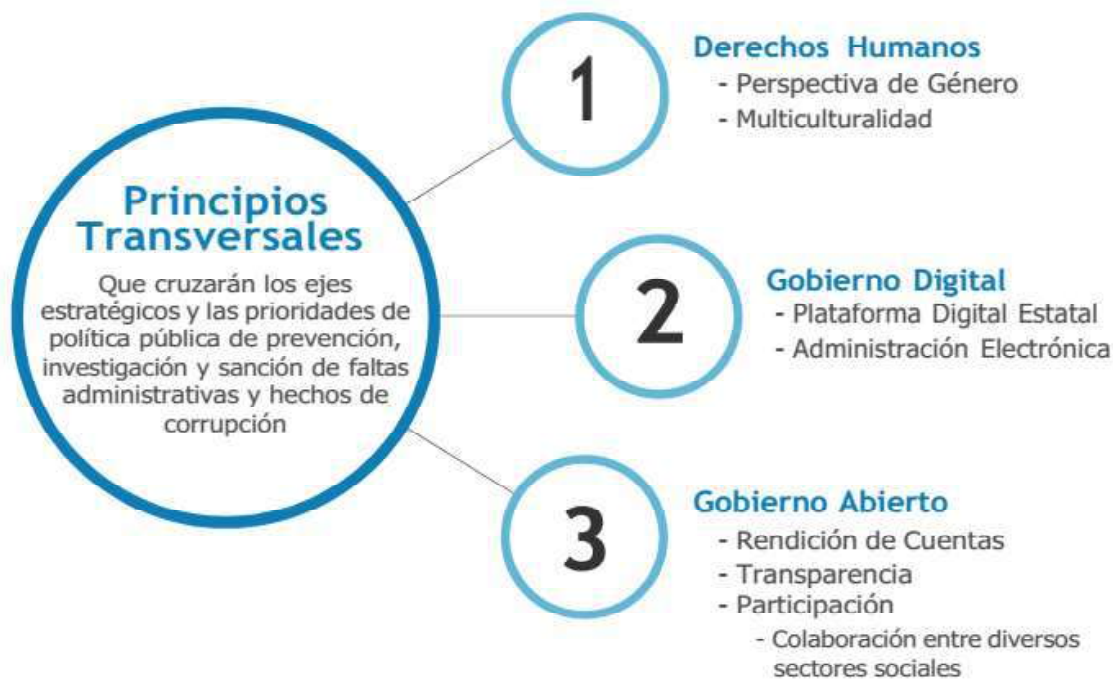 Principios
Transversales
Que cruzarán los ejes
estratégicos y las prioridades de
política pública de prevención,
investigación y sanción de faltas
administrativas y hechos de
corrupción
1
Derechos Humanos
- Perspectiva de Género
- Multiculturalidad
2
Gobierno Digital
- Plataforma Digital Estatal
- Administración Electrónica
3
Gobierno Abierto
- Rendición de Cuentas
- Transparencia
- Participación
- Colaboración entre diversos
sectores sociales